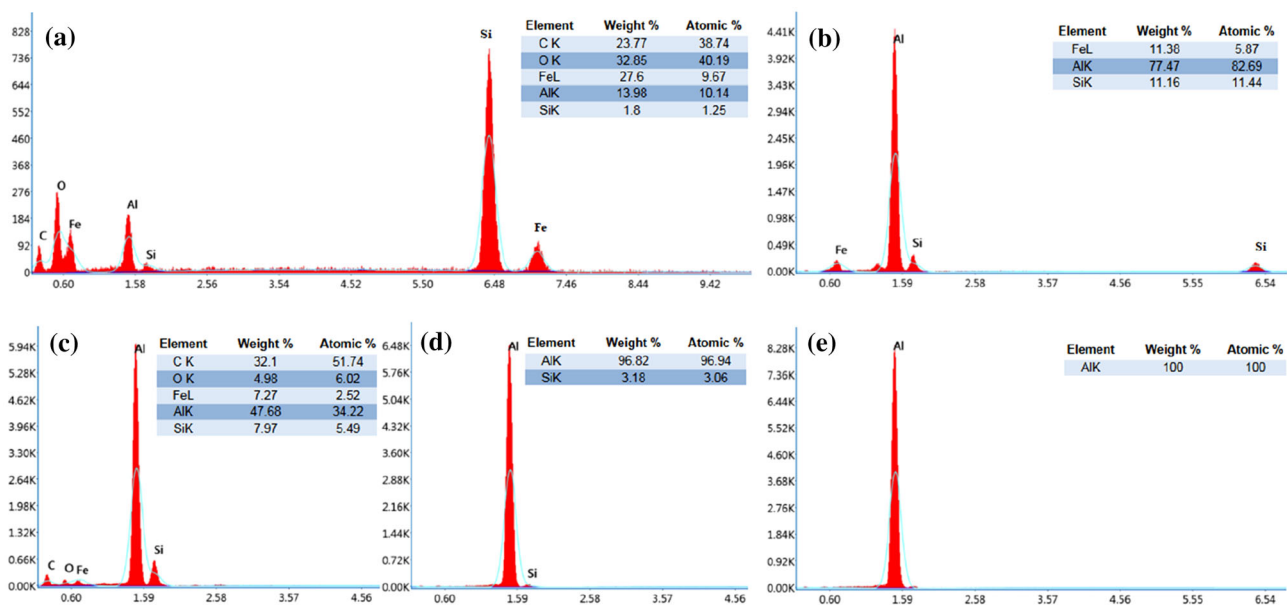 (a)
Element Weight % Atomic %
C K 23.77 38.74
O K 32.85 40.19
FeL 27.6 9.67
AlK 13.98 10.14
SiK 1.8 1.25
828
736
644
552
460
368
276
184
92
0
C
O
Fe
Al
Si
Si
Fe
0.60 1.58 2.56 3.54 4.52 5.50 6.48 7.46 8.44 9.42
(b)
Element Weight % Atomic %
FeL 11.38 5.87
AlK 77.47 82.69
SiK 11.16 11.44
4.41K
3.92K
3.43K
2.94K
2.45K
1.96K
1.47K
0.98K
0.49K
0.00K
Fe
Al
Si
Si
0.60 1.59 2.58 3.57 4.56 5.55 6.54
(c)
Element Weight % Atomic %
C K 32.1 51.74
O K 4.98 6.02
FeL 7.27 2.52
AlK 47.68 34.22
SiK 7.97 5.49
5.94K
5.28K
4.62K
3.96K
3.30K
2.64K
1.98K
1.32K
0.66K
0.00K
C
O
Fe
Al
Si
0.60 1.59 2.58 3.57 4.56
(d)
Element Weight % Atomic %
AlK 96.82 96.94
SiK 3.18 3.06
6.48K
5.76K
5.04K
4.32K
3.60K
2.88K
2.16K
1.44K
0.72K
0.00K
Al
Si
0.60 1.59 2.58 3.57 4.56
(e)
Element Weight % Atomic %
AlK 100 100
8.28K
7.36K
6.44K
5.52K
4.60K
3.68K
2.76K
1.84K
0.92K
0.00K
Al
0.60 1.59 2.58 3.57 4.56 5.55 6.54